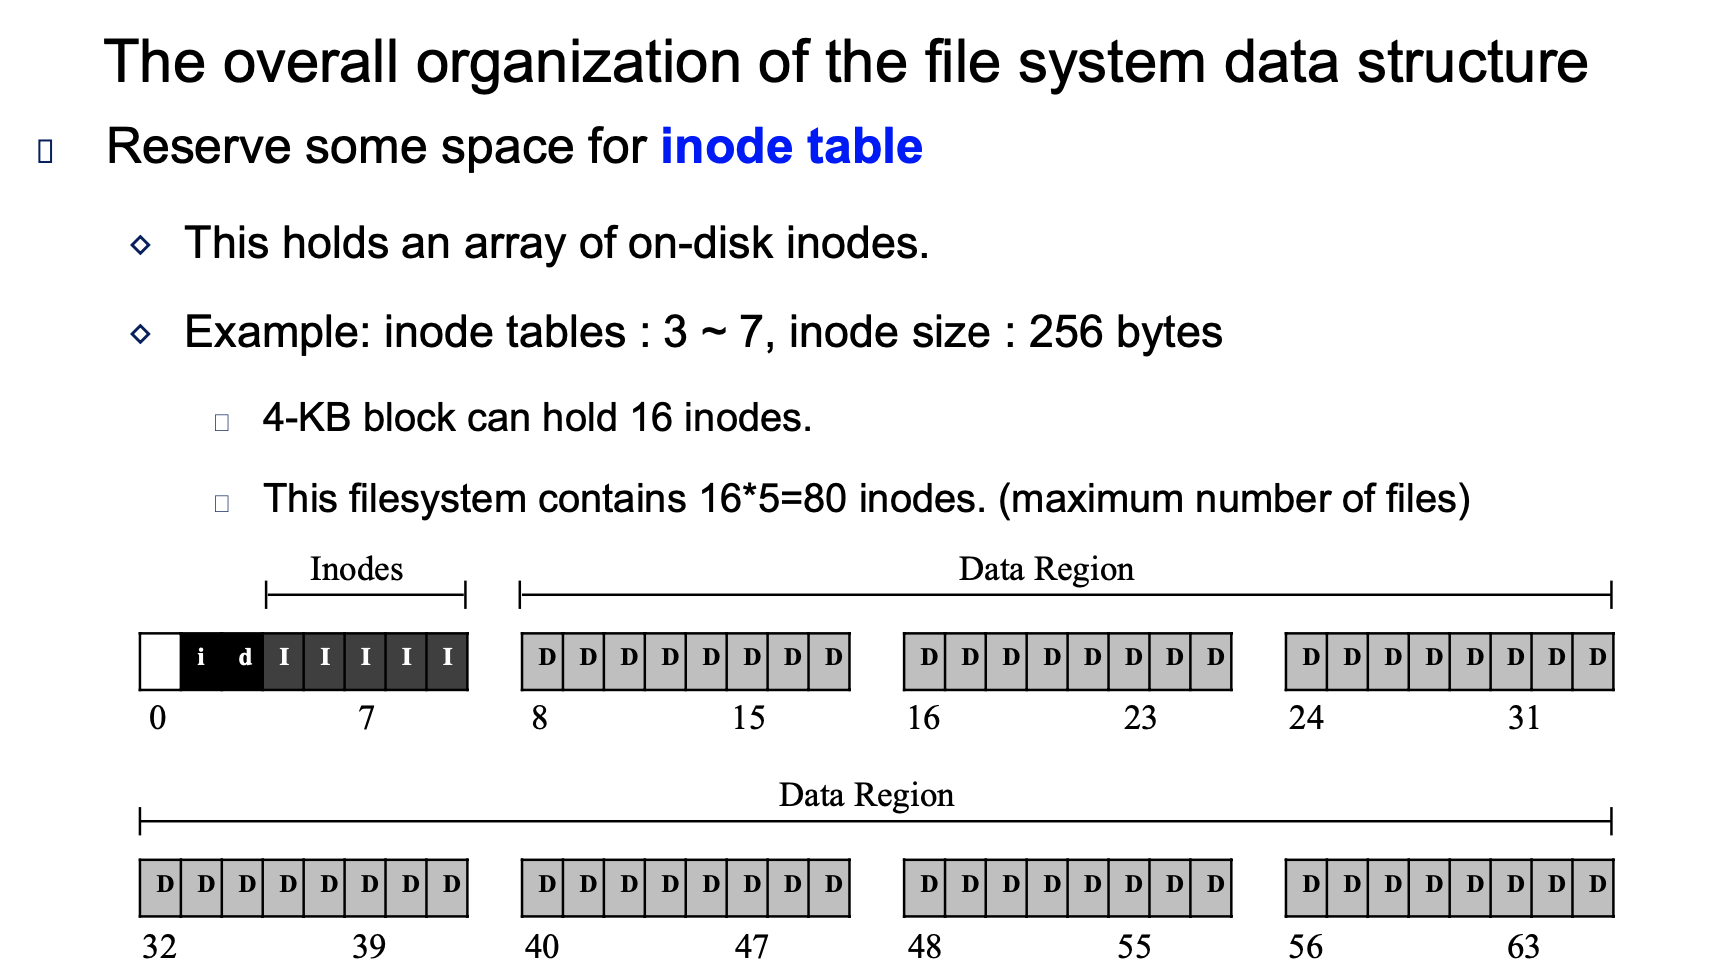 The overall organization of the file system data structure
Reserve some space for inode table
This holds an array of on-disk inodes.
Example: inode tables : 3 ~ 7, inode size : 256 bytes
4-KB block can hold 16 inodes.
This filesystem contains 16*5=80 inodes. (maximum number of files)
Inodes Data Region
i d I I I I I D D D D D D D D D D D D D D D D D D D D D D D D
0 7 8 15 16 23 24 31
Data Region
D D D D D D D D D D D D D D D D D D D D D D D D D D D D D D D D
32 39 40 47 48 55 56 63